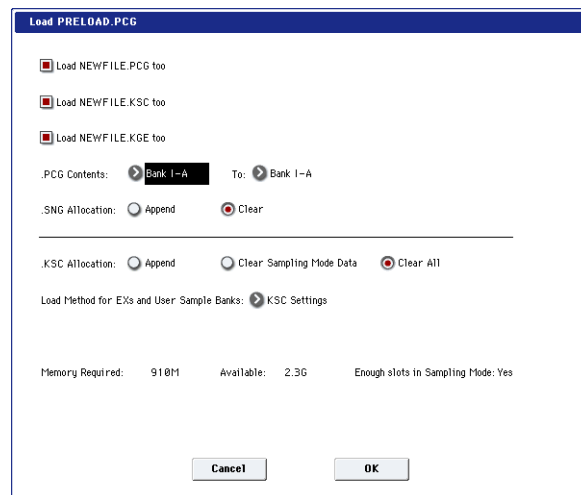 Load PRELOAD.PCG
Load NEWFILE.PCG too
Load NEWFILE.KSC too
Load NEWFILE.KGE too
.PCG Contents: Bank I-A To: Bank I-A
.SNG Allocation: Append Clear
.KSC Allocation: Append Clear Sampling Mode Data Clear All
Load Method for EXs and User Sample Banks: KSC Settings
Memory Required: 910M Available: 2.3G Enough slots in Sampling Mode: Yes
Cancel OK